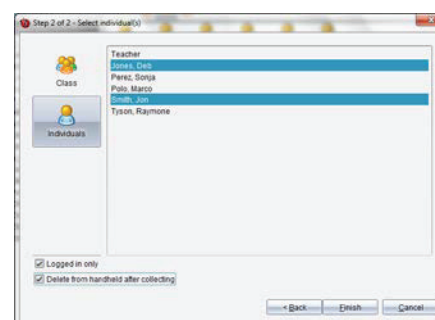 Step 2 of 2 - Select individual(s)
Class
Individuals
Teacher
Jones, Deb
Perez, Sonja
Polo, Marco
Smith, Jon
Tyson, Raymone
Logged in only
Delete from handheld after collecting
< Back
Finish
Cancel